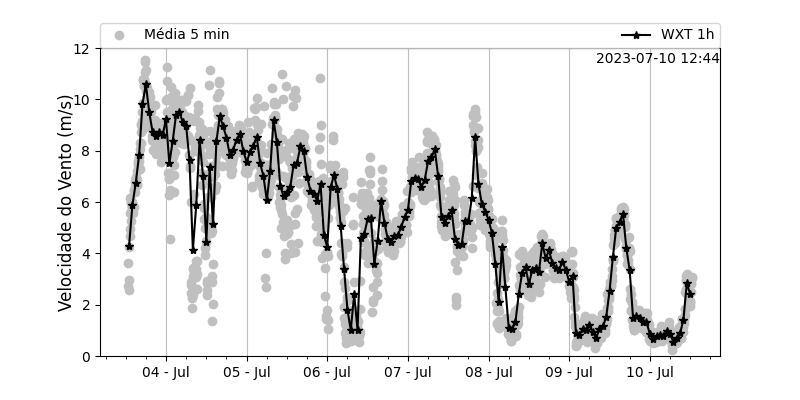 Média 5 min
WXT 1h
2023-07-10 12:44
Velocidade do Vento (m/s)
12
10
8
6
4
2
0
04 - Jul
05 - Jul
06 - Jul
07 - Jul
08 - Jul
09 - Jul
10 - Jul